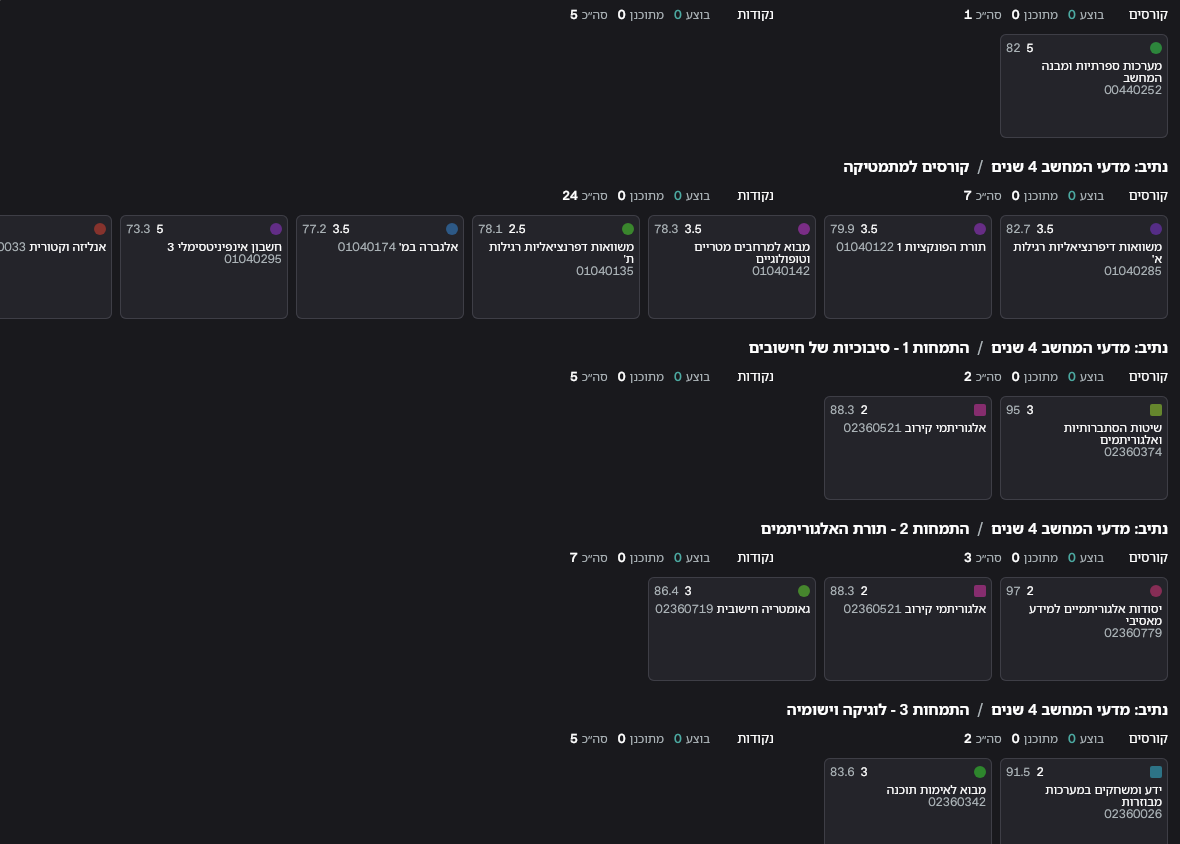 קורסים בוצע 0 מתוכנן 0 סה״כ 1 נקודות בוצע 0 מתוכנן 0 סה״כ 5
5 82
מערכות ספרתיות ומבנה
המחשב
00440252
נתיב: מדעי המחשב 4 שנים / קורסים למתמטיקה
קורסים בוצע 0 מתוכנן 0 סה״כ 7 נקודות בוצע 0 מתוכנן 0 סה״כ 24
3.5 82.7
משוואות דיפרנציאליות רגילות
א'
01040285
3.5 79.9
תורת הפונקציות 1 01040122
3.5 78.3
מבוא למרחבים מטריים
וטופולוגיים
01040142
2.5 78.1
משוואות דפרנציאליות רגילות
ת'
01040135
3.5 77.2
אלגברה במ' 01040174
5 73.3
חשבון אינפיניטסימלי 3
01040295
אנליזה וקטורית 0033
נתיב: מדעי המחשב 4 שנים / התמחות 1 - סיבוכיות של חישובים
קורסים בוצע 0 מתוכנן 0 סה״כ 2 נקודות בוצע 0 מתוכנן 0 סה״כ 5
3 95
שיטות הסתברותיות
ואלגוריתמים
02360374
2 88.3
אלגוריתמי קירוב 02360521
נתיב: מדעי המחשב 4 שנים / התמחות 2 - תורת האלגוריתמים
קורסים בוצע 0 מתוכנן 0 סה״כ 3 נקודות בוצע 0 מתוכנן 0 סה״כ 7
2 97
יסודות אלגוריתמיים למידע
מאסיבי
02360779
2 88.3
אלגוריתמי קירוב 02360521
3 86.4
גאומטריה חישובית 02360719
נתיב: מדעי המחשב 4 שנים / התמחות 3 - לוגיקה וישומיה
קורסים בוצע 0 מתוכנן 0 סה״כ 2 נקודות בוצע 0 מתוכנן 0 סה״כ 5
2 91.5
ידע ומשחקים במערכות
מבוזרות
02360026
3 83.6
מבוא לאימות תוכנה
02360342